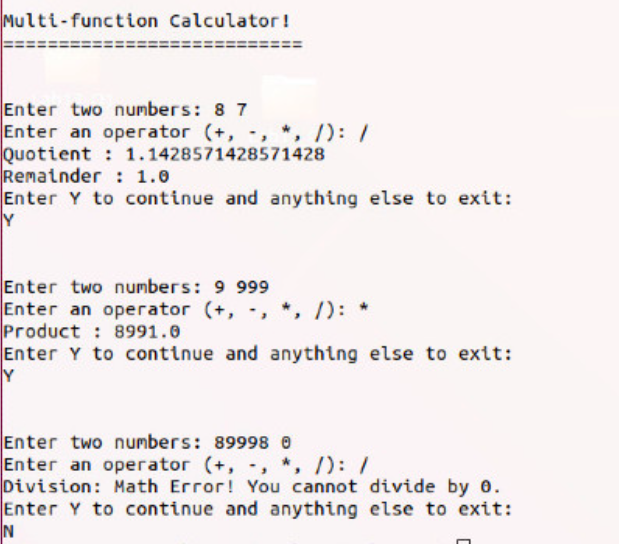 Multi-function Calculator!
===========================
Enter two numbers: 8 7
Enter an operator (+, -, *, /): /
Quotient : 1.1428571428571428
Remainder : 1.0
Enter Y to continue and anything else to exit:
Y
Enter two numbers: 9 999
Enter an operator (+, -, *, /): *
Product : 8991.0
Enter Y to continue and anything else to exit:
Y
Enter two numbers: 89998 0
Enter an operator (+, -, *, /): /
Division: Math Error! You cannot divide by 0.
Enter Y to continue and anything else to exit:
N